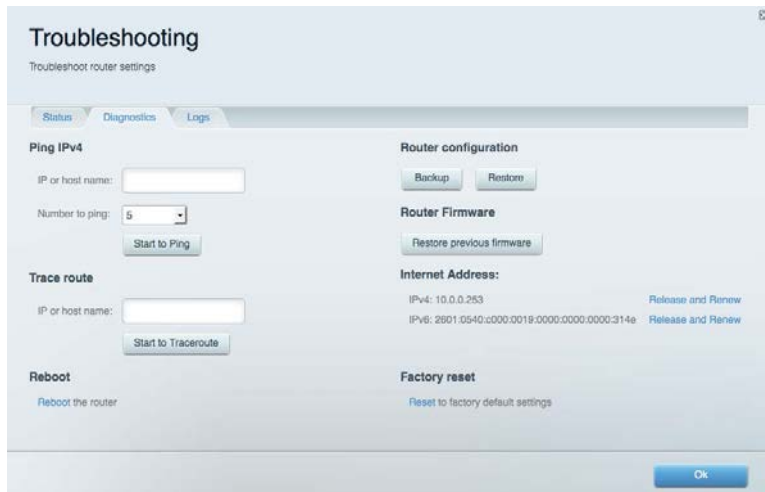 Troubleshooting
Troubleshoot router settings
Status Diagnostics Logs
Ping IPv4
IP or host name:
Number to ping: 5
Start to Ping
Trace route
IP or host name:
Start to Traceroute
Reboot
Reboot the router
Router configuration
Backup Restore
Router Firmware
Restore previous firmware
Internet Address:
IPv4: 10.0.0.253 Release and Renew
IPv6: 2601:0540:c000:0019:0000:0000:0000:314e Release and Renew
Factory reset
Reset to factory default settings
Ok